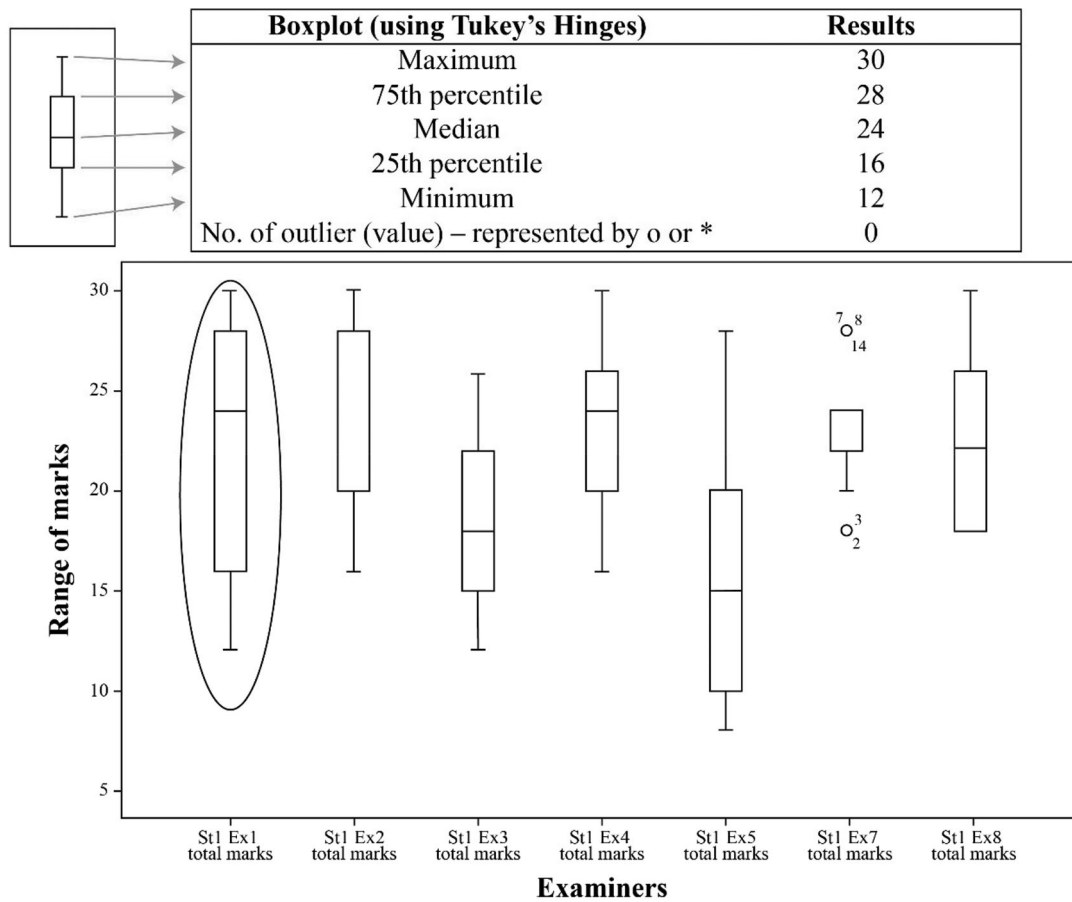 Boxplot (using Tukey's Hinges) Results
Maximum 30
75th percentile 28
Median 24
25th percentile 16
Minimum 12
No. of outlier (value) – represented by o or * 0
30
25
20
15
10
5
Range of marks
7 8
14
3
2
St1 Ex1 St1 Ex2 St1 Ex3 St1 Ex4 St1 Ex5 St1 Ex7 St1 Ex8
total marks total marks total marks total marks total marks total marks total marks
Examiners